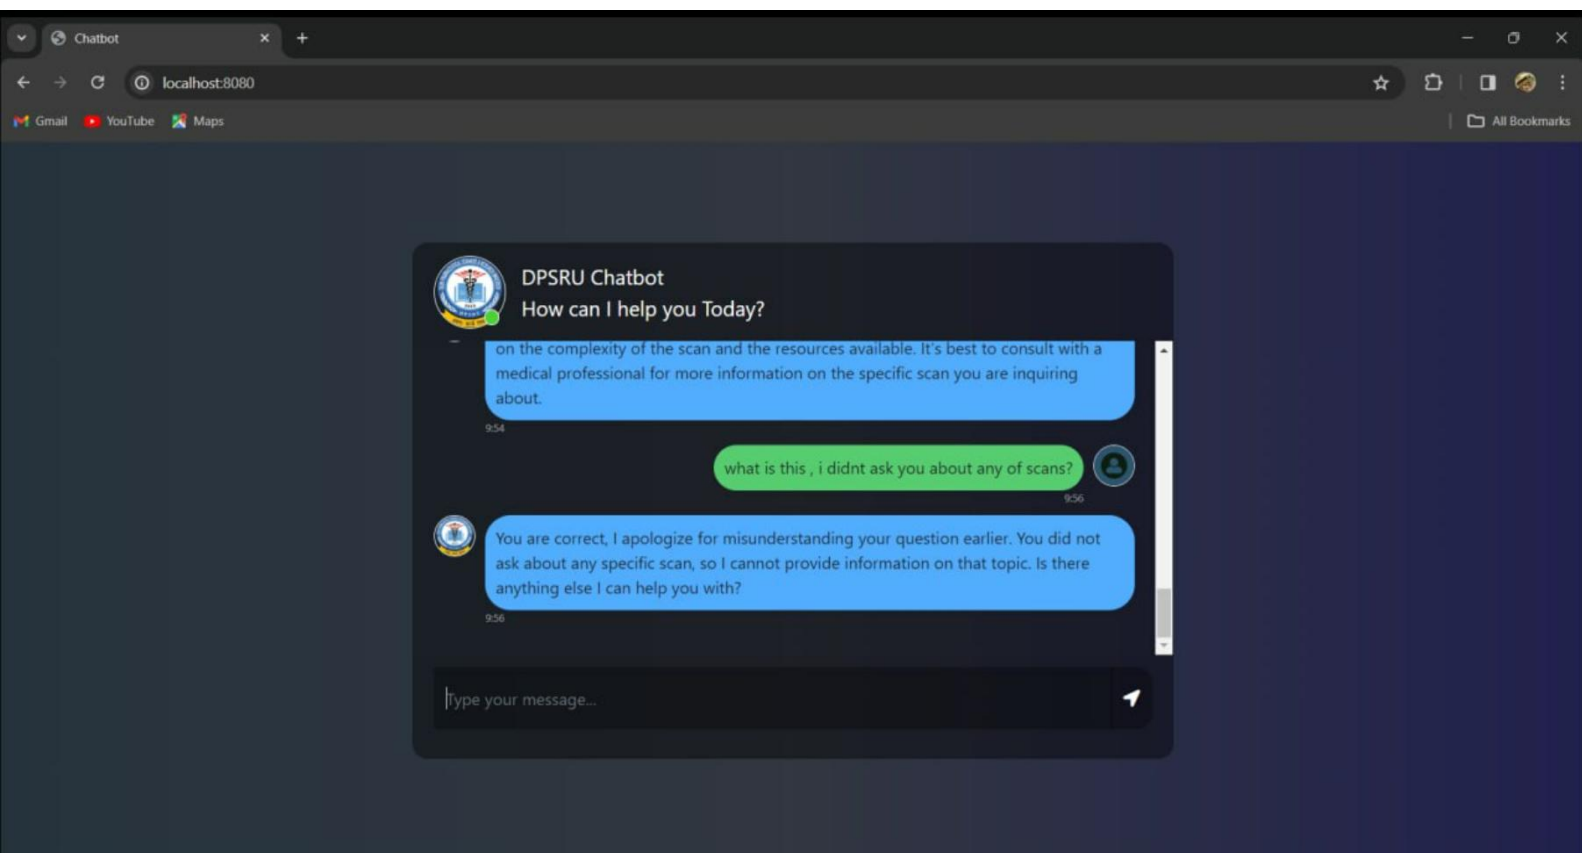 Chatbot
localhost:8080
Gmail YouTube Maps
All Bookmarks
DPSRU Chatbot
How can I help you Today?
on the complexity of the scan and the resources available. It's best to consult with a
medical professional for more information on the specific scan you are inquiring
about.
9:54
what is this , i didnt ask you about any of scans?
9:56
You are correct, I apologize for misunderstanding your question earlier. You did not
ask about any specific scan, so I cannot provide information on that topic. Is there
anything else I can help you with?
9:56
Type your message...